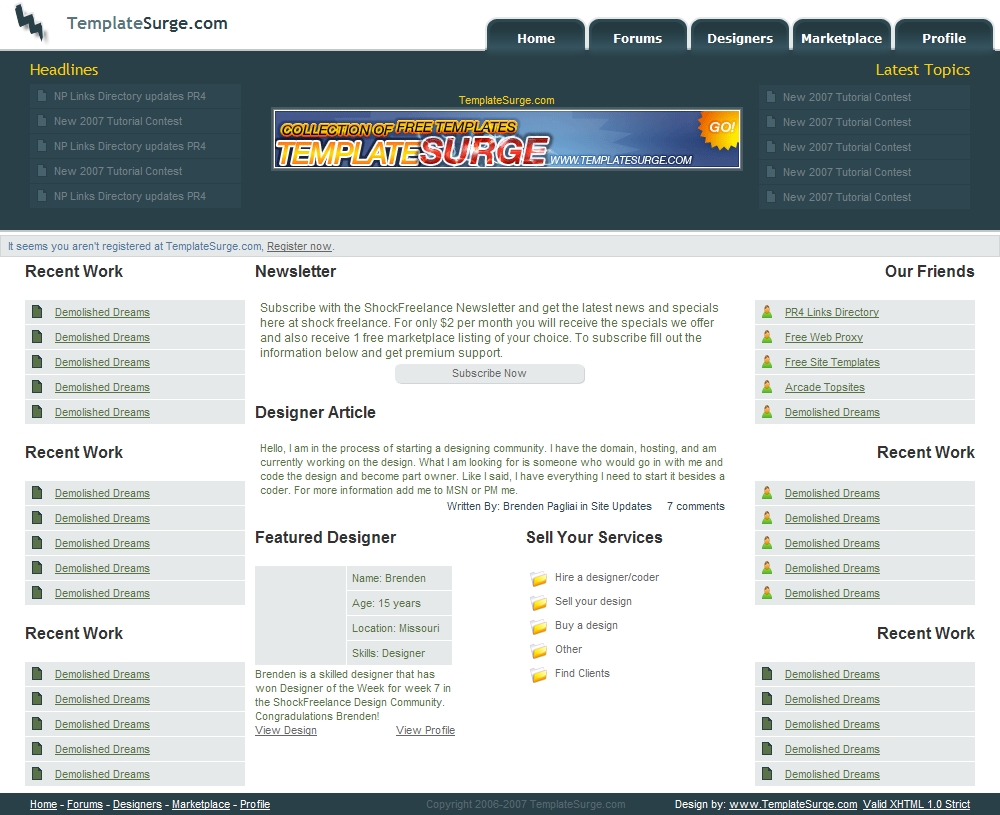 TemplateSurge.com
Home
Forums
Designers
Marketplace
Profile
Headlines
NP Links Directory updates PR4
New 2007 Tutorial Contest
NP Links Directory updates PR4
New 2007 Tutorial Contest
NP Links Directory updates PR4
TemplateSurge.com
COLLECTION OF FREE TEMPLATES
TEMPLATESURGE WWW.TEMPLATESURGE.COM
GO!
Latest Topics
New 2007 Tutorial Contest
New 2007 Tutorial Contest
New 2007 Tutorial Contest
New 2007 Tutorial Contest
New 2007 Tutorial Contest
It seems you aren't registered at TemplateSurge.com, Register now.
Recent Work
Demolished Dreams
Demolished Dreams
Demolished Dreams
Demolished Dreams
Demolished Dreams
Recent Work
Demolished Dreams
Demolished Dreams
Demolished Dreams
Demolished Dreams
Demolished Dreams
Recent Work
Demolished Dreams
Demolished Dreams
Demolished Dreams
Demolished Dreams
Demolished Dreams
Newsletter
Subscribe with the ShockFreelance Newsletter and get the latest news and specials
here at shock freelance. For only $2 per month you will receive the specials we offer
and also receive 1 free marketplace listing of your choice. To subscribe fill out the
information below and get premium support.
Subscribe Now
Designer Article
Hello, I am in the process of starting a designing community. I have the domain, hosting, and am
currently working on the design. What I am looking for is someone who would go in with me and
code the design and become part owner. Like I said, I have everything I need to start it besides a
coder. For more information add me to MSN or PM me.
Written By: Brenden Pagliai in Site Updates 7 comments
Featured Designer
Name: Brenden
Age: 15 years
Location: Missouri
Skills: Designer
Brenden is a skilled designer that has
won Designer of the Week for week 7 in
the ShockFreelance Design Community.
Congradulations Brenden!
View Design View Profile
Sell Your Services
Hire a designer/coder
Sell your design
Buy a design
Other
Find Clients
Our Friends
PR4 Links Directory
Free Web Proxy
Free Site Templates
Arcade Topsites
Demolished Dreams
Recent Work
Demolished Dreams
Demolished Dreams
Demolished Dreams
Demolished Dreams
Demolished Dreams
Recent Work
Demolished Dreams
Demolished Dreams
Demolished Dreams
Demolished Dreams
Demolished Dreams
Home - Forums - Designers - Marketplace - Profile
Copyright 2006-2007 TemplateSurge.com
Design by: www.TemplateSurge.com Valid XHTML 1.0 Strict